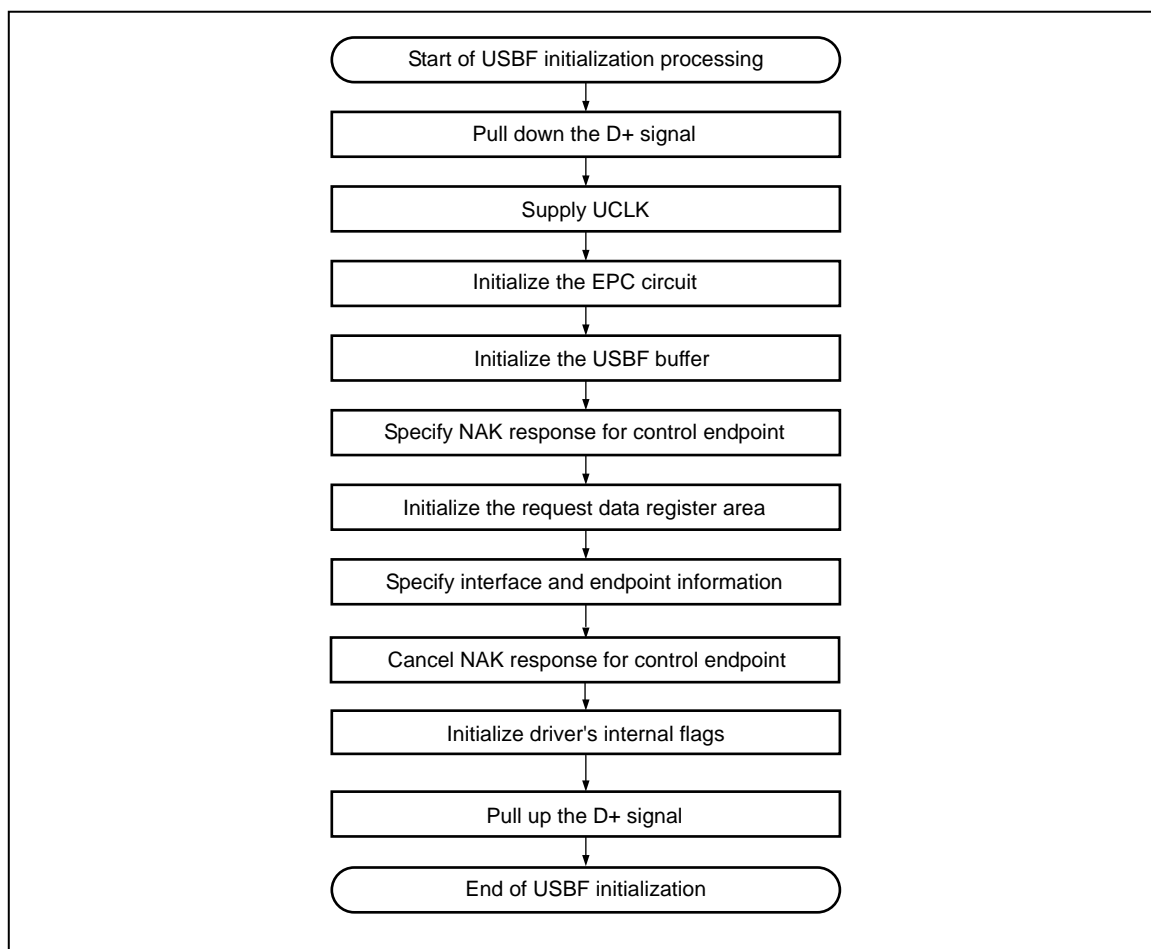 Start of USBF initialization processing
Pull down the D+ signal
Supply UCLK
Initialize the EPC circuit
Initialize the USBF buffer
Specify NAK response for control endpoint
Initialize the request data register area
Specify interface and endpoint information
Cancel NAK response for control endpoint
Initialize driver's internal flags
Pull up the D+ signal
End of USBF initialization